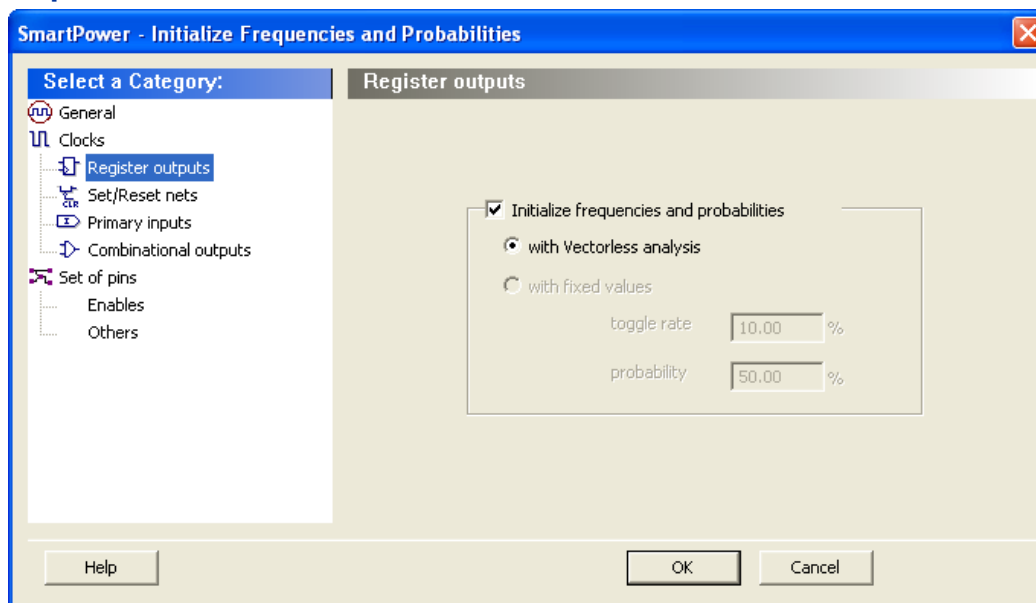 SmartPower - Initialize Frequencies and Probabilities
Select a Category:
General
Clocks
Register outputs
Set/Reset nets
CLR
Primary inputs
Combinational outputs
Set of pins
Enables
Others
Register outputs
Initialize frequencies and probabilities
with Vectorless analysis
with fixed values
toggle rate 10.00 %
probability 50.00 %
Help OK Cancel